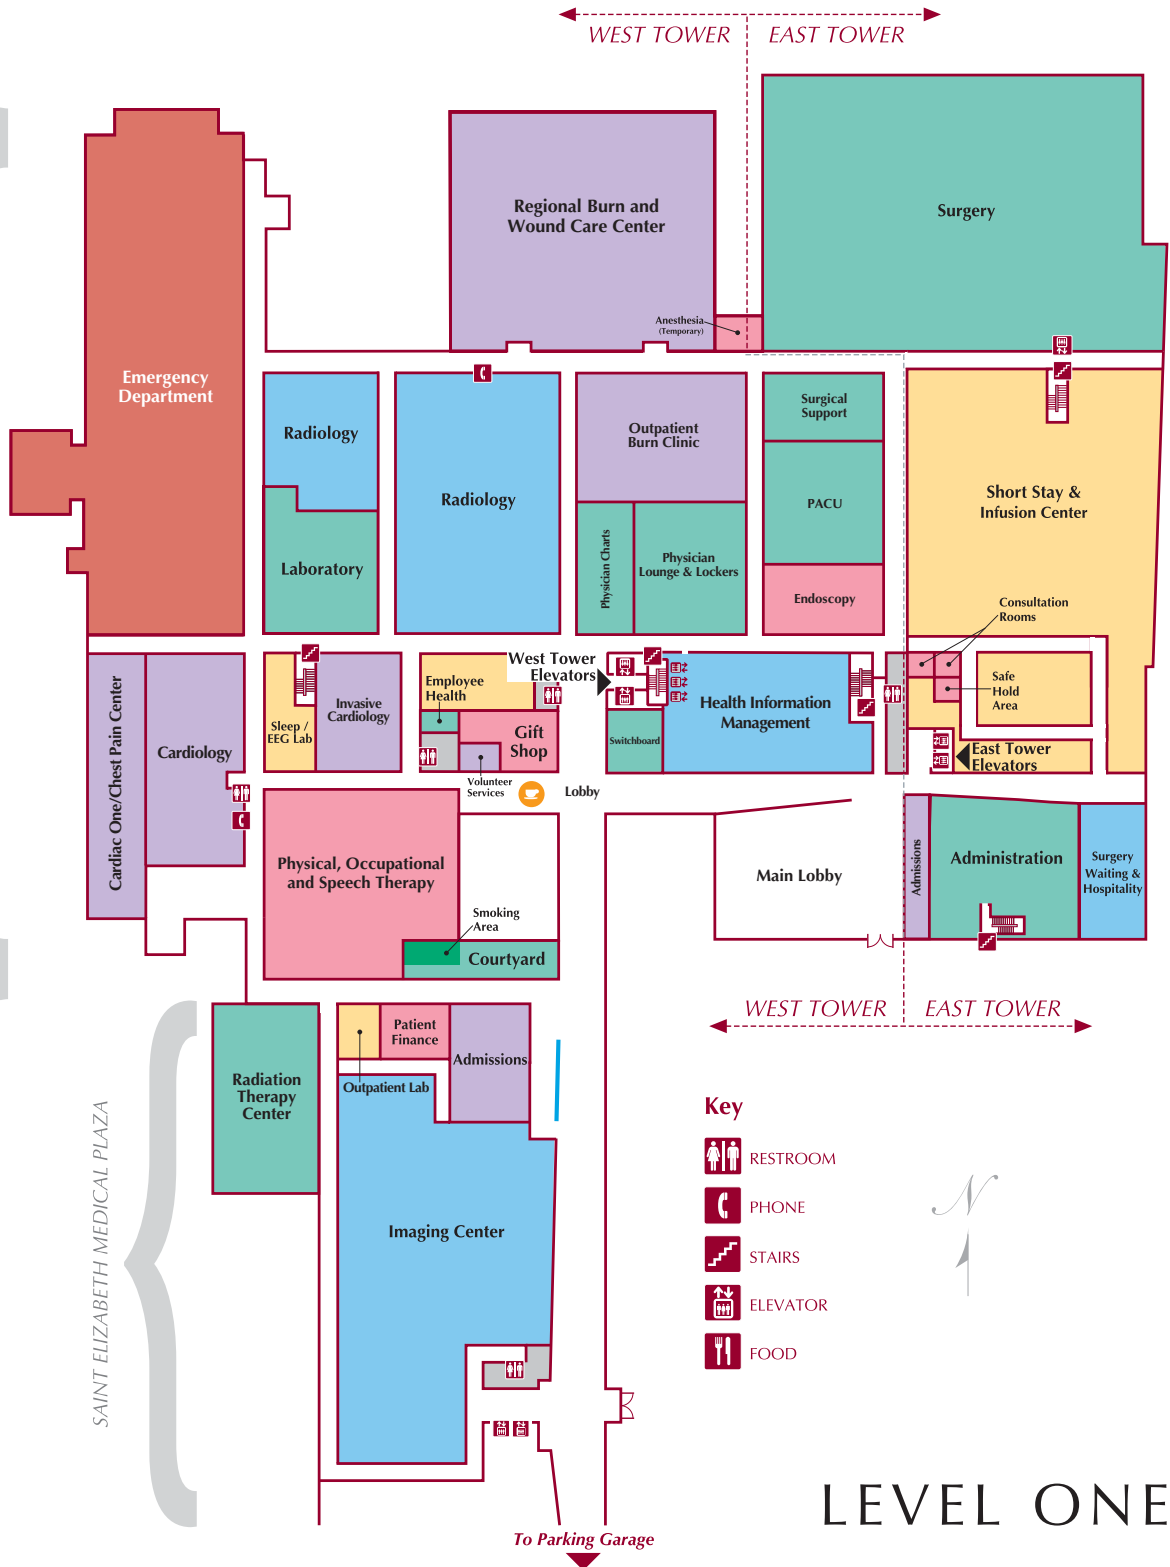 WEST TOWER
EAST TOWER
Regional Burn and
Wound Care Center
Surgery
Anesthesia
(Temporary)
Emergency
Department
Radiology
Radiology
Laboratory
Outpatient
Burn Clinic
Physician Charts
Physician
Lounge & Lockers
Surgical
Support
PACU
Endoscopy
Short Stay &
Infusion Center
Consultation
Rooms
Safe
Hold
Area
East Tower
Elevators
Cardiac One/Chest Pain Center
Cardiology
Sleep /
EEG Lab
Invasive
Cardiology
Employee
Health
Gift
Shop
Volunteer
Services
West Tower
Elevators
Switchboard
Health Information
Management
Lobby
Physical, Occupational
and Speech Therapy
Smoking
Area
Courtyard
Main Lobby
Admissions
Administration
Surgery
Waiting &
Hospitality
WEST TOWER
EAST TOWER
Radiation
Therapy
Center
Patient
Finance
Admissions
Outpatient Lab
Imaging Center
SAINT ELIZABETH MEDICAL PLAZA
Key
RESTROOM
PHONE
STAIRS
ELEVATOR
FOOD
N
LEVEL ONE
To Parking Garage